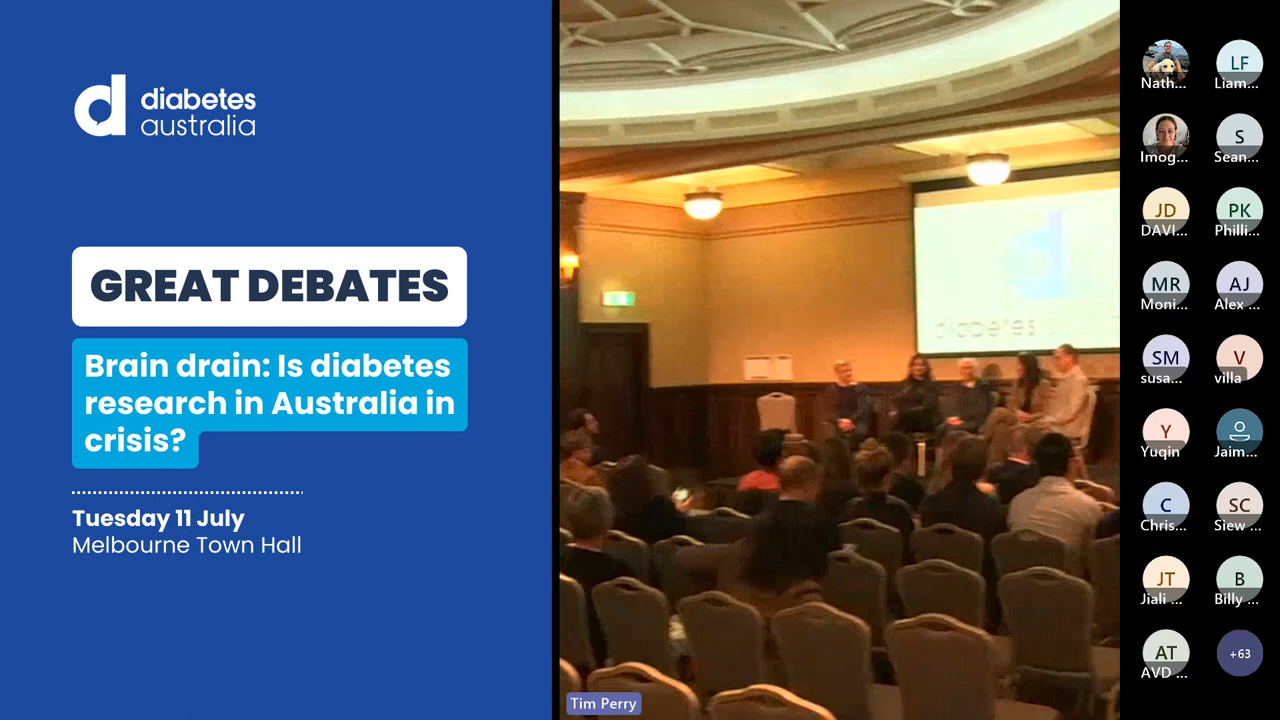 diabetes
australia
GREAT DEBATES
Brain drain: Is diabetes
research in Australia in
crisis?
Tuesday 11 July
Melbourne Town Hall
d
diabetes
Tim Perry
Nath...
LF
Liam...
Imog...
S
Sean...
JD
DAVI...
PK
Philli...
MR
Moni...
AJ
Alex ...
SM
susa...
V
villa
Y
Yuqin
Jaim...
C
Chris...
SC
Siew ...
JT
Jiali ...
B
Billy ...
AT
AVD ...
+63